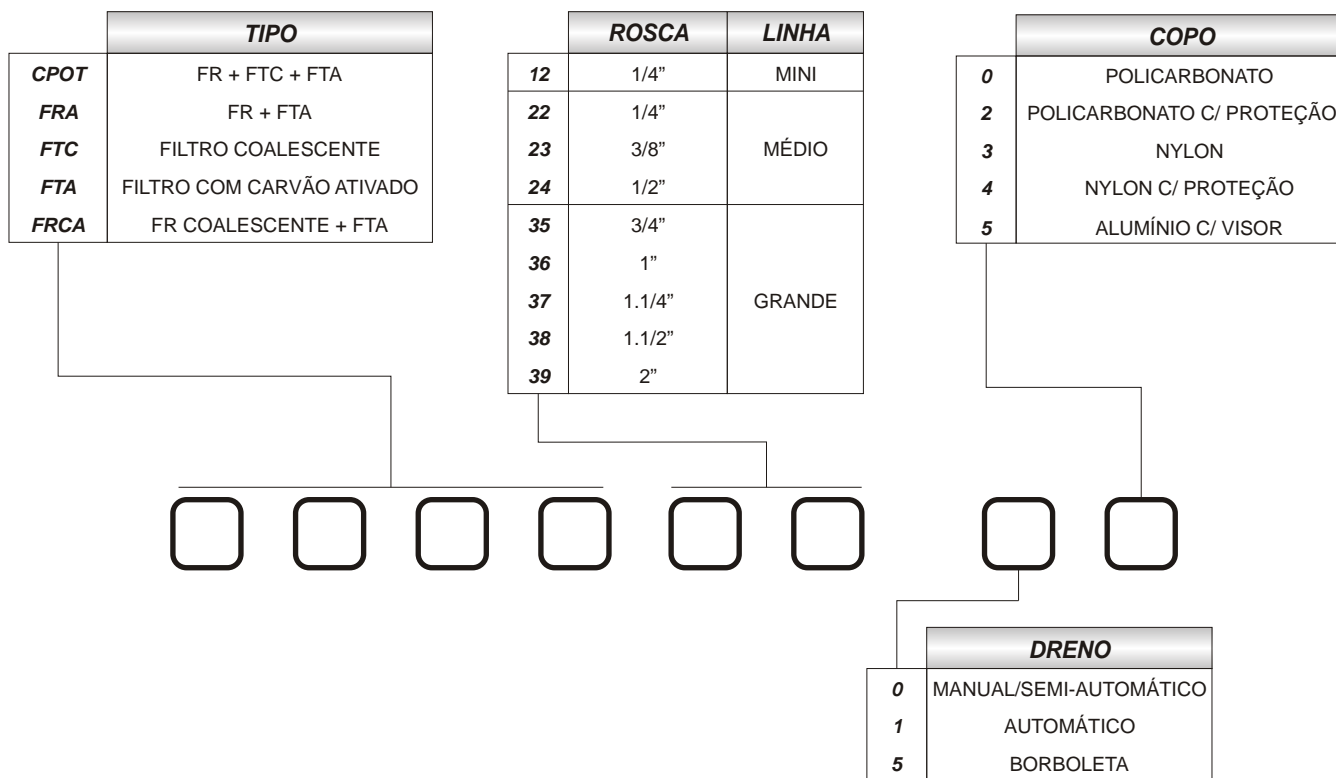 TIPO
CPOT FR + FTC + FTA
FRA FR + FTA
FTC FILTRO COALESCENTE
FTA FILTRO COM CARVÃO ATIVADO
FRCA FR COALESCENTE + FTA
ROSCA LINHA
12 1/4” MINI
22 1/4”
23 3/8” MÉDIO
24 1/2”
35 3/4”
36 1”
37 1.1/4” GRANDE
38 1.1/2”
39 2”
COPO
0 POLICARBONATO
2 POLICARBONATO C/ PROTEÇÃO
3 NYLON
4 NYLON C/ PROTEÇÃO
5 ALUMÍNIO C/ VISOR
DRENO
0 MANUAL/SEMI-AUTOMÁTICO
1 AUTOMÁTICO
5 BORBOLETA